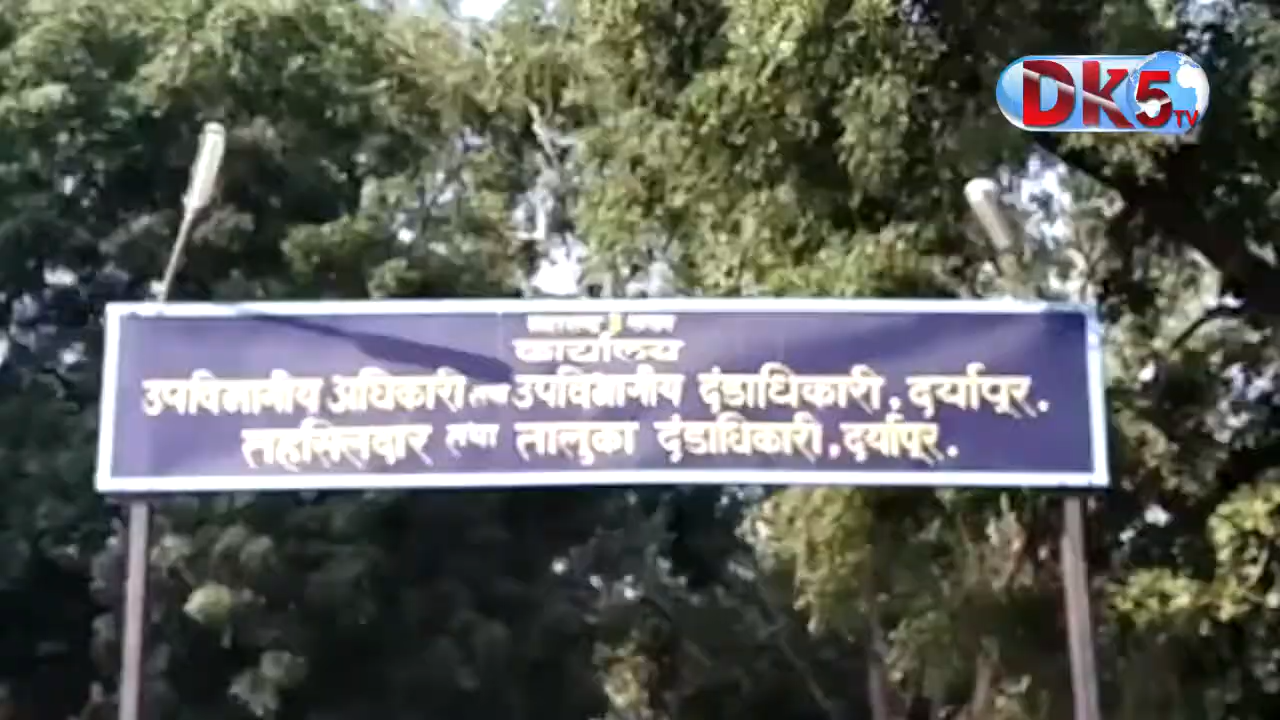 DK5 TV
कार्यालय
उपविभागीय अधिकारी तथा उपविभागीय दंडाधिकारी, दर्यापूर.
तहसिलदार तथा तालुका दंडाधिकारी, दर्यापूर.